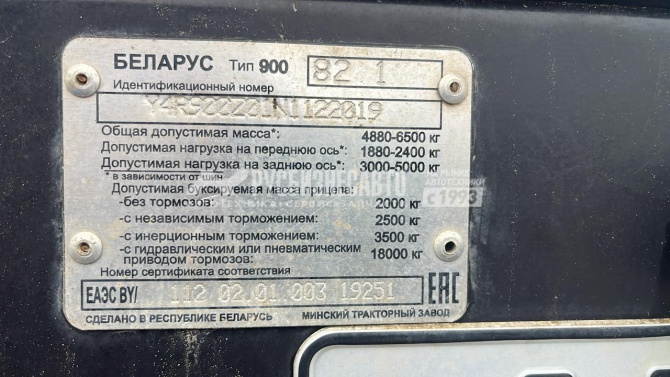 БЕЛАРУС Тип 900 82 1
Идентификационный номер
Y4R900Z01N1122019
Общая допустимая масса*: 4880-6500 кг
Допустимая нагрузка на переднюю ось*: 1880-2400 кг
Допустимая нагрузка на заднюю ось*: 3000-5000 кг
* в зависимости от шин
Допустимая буксируемая масса прицепа:
-без тормозов: 2000 кг
-с независимым торможением: 2500 кг
-с инерционным торможением: 3500 кг
-с гидравлическим или пневматическим
приводом тормозов: 18000 кг
Номер сертификата соответствия
ЕАЭС BY/ 112 02.01.003 19251 ЕАС
СДЕЛАНО В РЕСПУБЛИКЕ БЕЛАРУСЬ МИНСКИЙ ТРАКТОРНЫЙ ЗАВОД
с 1993